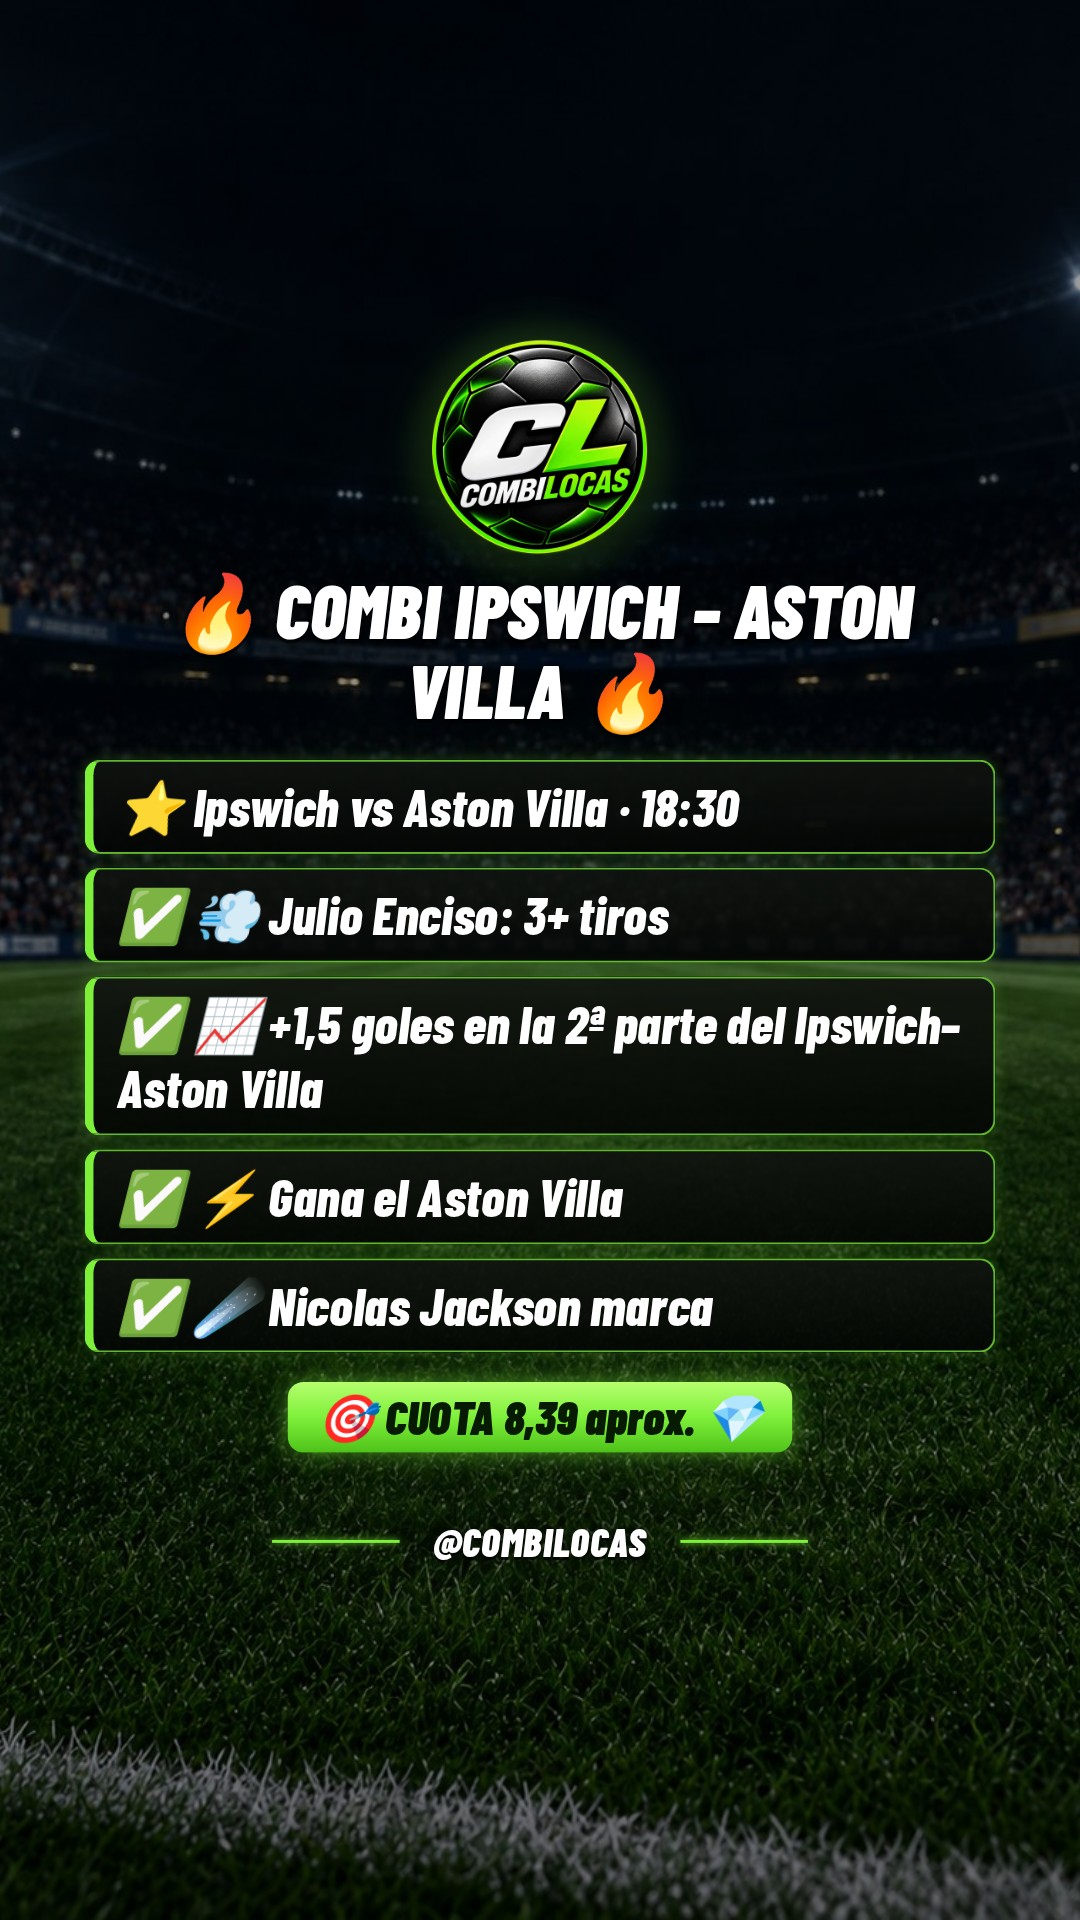 CL
COMBILOCAS
🔥 COMBI IPSWICH – ASTON
VILLA 🔥
⭐ Ipswich vs Aston Villa · 18:30
✅ 💨 Julio Enciso: 3+ tiros
✅ 📈 +1,5 goles en la 2ª parte del Ipswich–
Aston Villa
✅ ⚡ Gana el Aston Villa
✅ ☄️ Nicolas Jackson marca
🎯 CUOTA 8,39 aprox. 💎
@COMBILOCAS